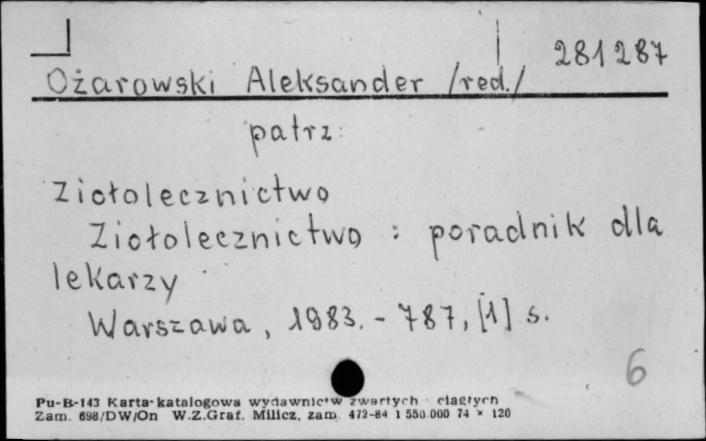 281287
Ożarowski Aleksander /red./
patrz:
Ziołolecznictwo
Ziołolecznictwo : poradnik dla
lekarzy
Warszawa, 1983. - 787, [1] s.
6
Pu-B-143 Karta katalogowa wydawnictw zwartych ciągłych
Zam. 698/DW/On W.Z.Graf. Milicz, zam. 472-84 1 550 000 74 × 120